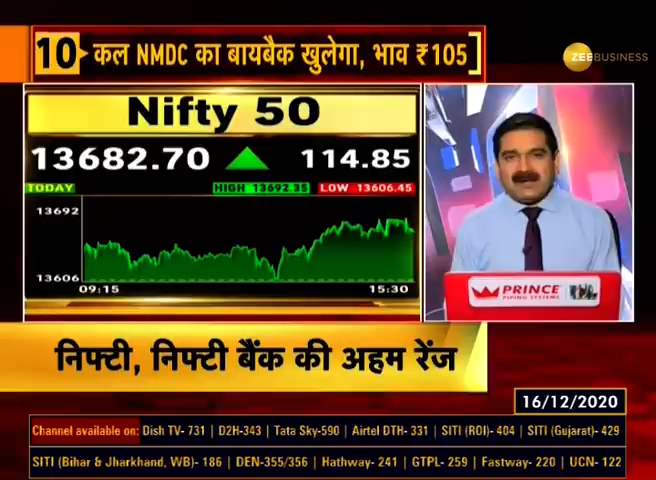 10 कल NMDC का बायबैक खुलेगा, भाव ₹105
ZEEBUSINESS
Nifty 50
13682.70 114.85
TODAY HIGH 13692.35 LOW 13606.45
13692
13606
09:15 15:30
PRINCE
PIPING SYSTEMS
निफ्टी, निफ्टी बैंक की अहम रेंज
16/12/2020
Channel available on: Dish TV- 731 | D2H-343 | Tata Sky-590 | Airtel DTH- 331 | SITI (ROI)- 404 | SITI (Gujarat)- 429
SITI (Bihar & Jharkhand, WB)- 186 | DEN-355/356 | Hathway- 241 | GTPL- 259 | Fastway- 220 | UCN- 122